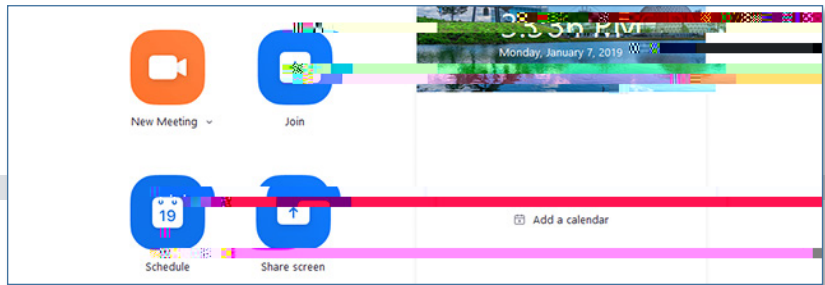 Monday, January 7, 2019
New Meeting
Join
19
Add a calendar
Schedule
Share screen